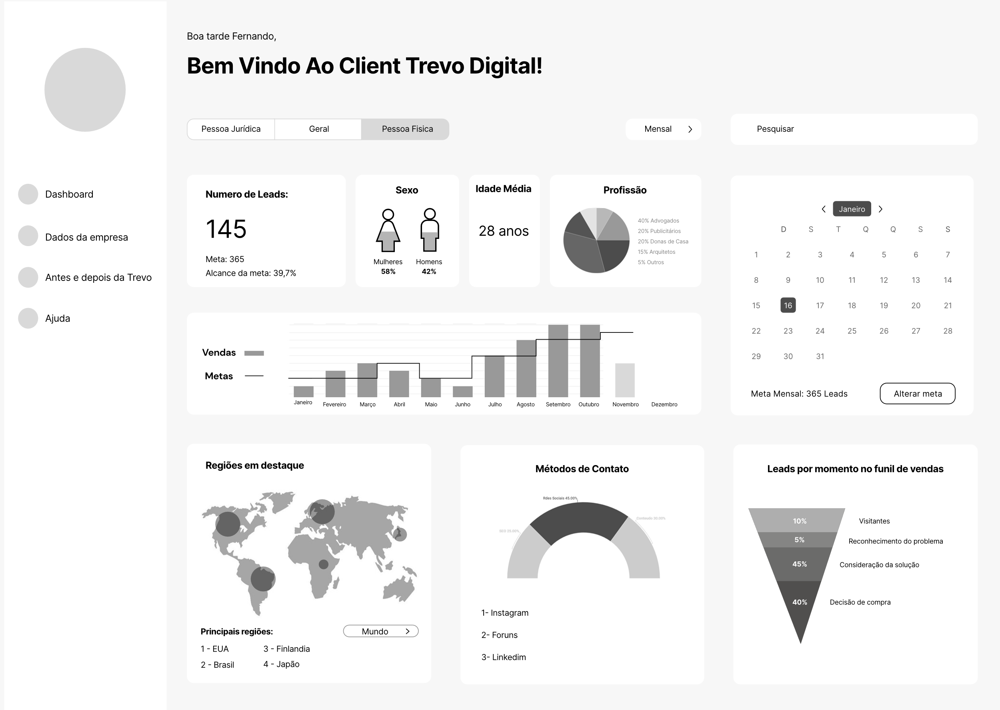 Boa tarde Fernando,
Bem Vindo Ao Client Trevo Digital!
Dashboard
Dados da empresa
Antes e depois da Trevo
Ajuda
Pessoa Jurídica Geral Pessoa Fisica
Mensal
Pesquisar
Numero de Leads:
145
Meta: 365
Alcance da meta: 39,7%
Sexo
Mulheres Homens
58% 42%
Idade Média
28 anos
Profissão
40% Advogados
20% Publicitários
20% Donas de Casa
15% Arquitetos
5% Outros
Janeiro
D S T Q Q S S
1 2 3 4 5 6 7
8 9 10 11 12 13 14
15 16 17 18 19 20 21
22 23 24 25 26 27 28
29 30 31
Meta Mensal: 365 Leads
Alterar meta
Vendas
Metas
Janeiro Fevereiro Março Abril Maio Junho Julho Agosto Setembro Outubro Novembro Dezembro
Regiões em destaque
Principais regiões:
Mundo
1 - EUA 3 - Finlandia
2 - Brasil 4 - Japão
Métodos de Contato
Rdes Sociais 45.00%
Conteudo 30.00%
SEO 25.00%
1- Instagram
2- Foruns
3- Linkedim
Leads por momento no funil de vendas
10% Visitantes
5% Reconhecimento do problema
45% Consideração da solução
40% Decisão de compra